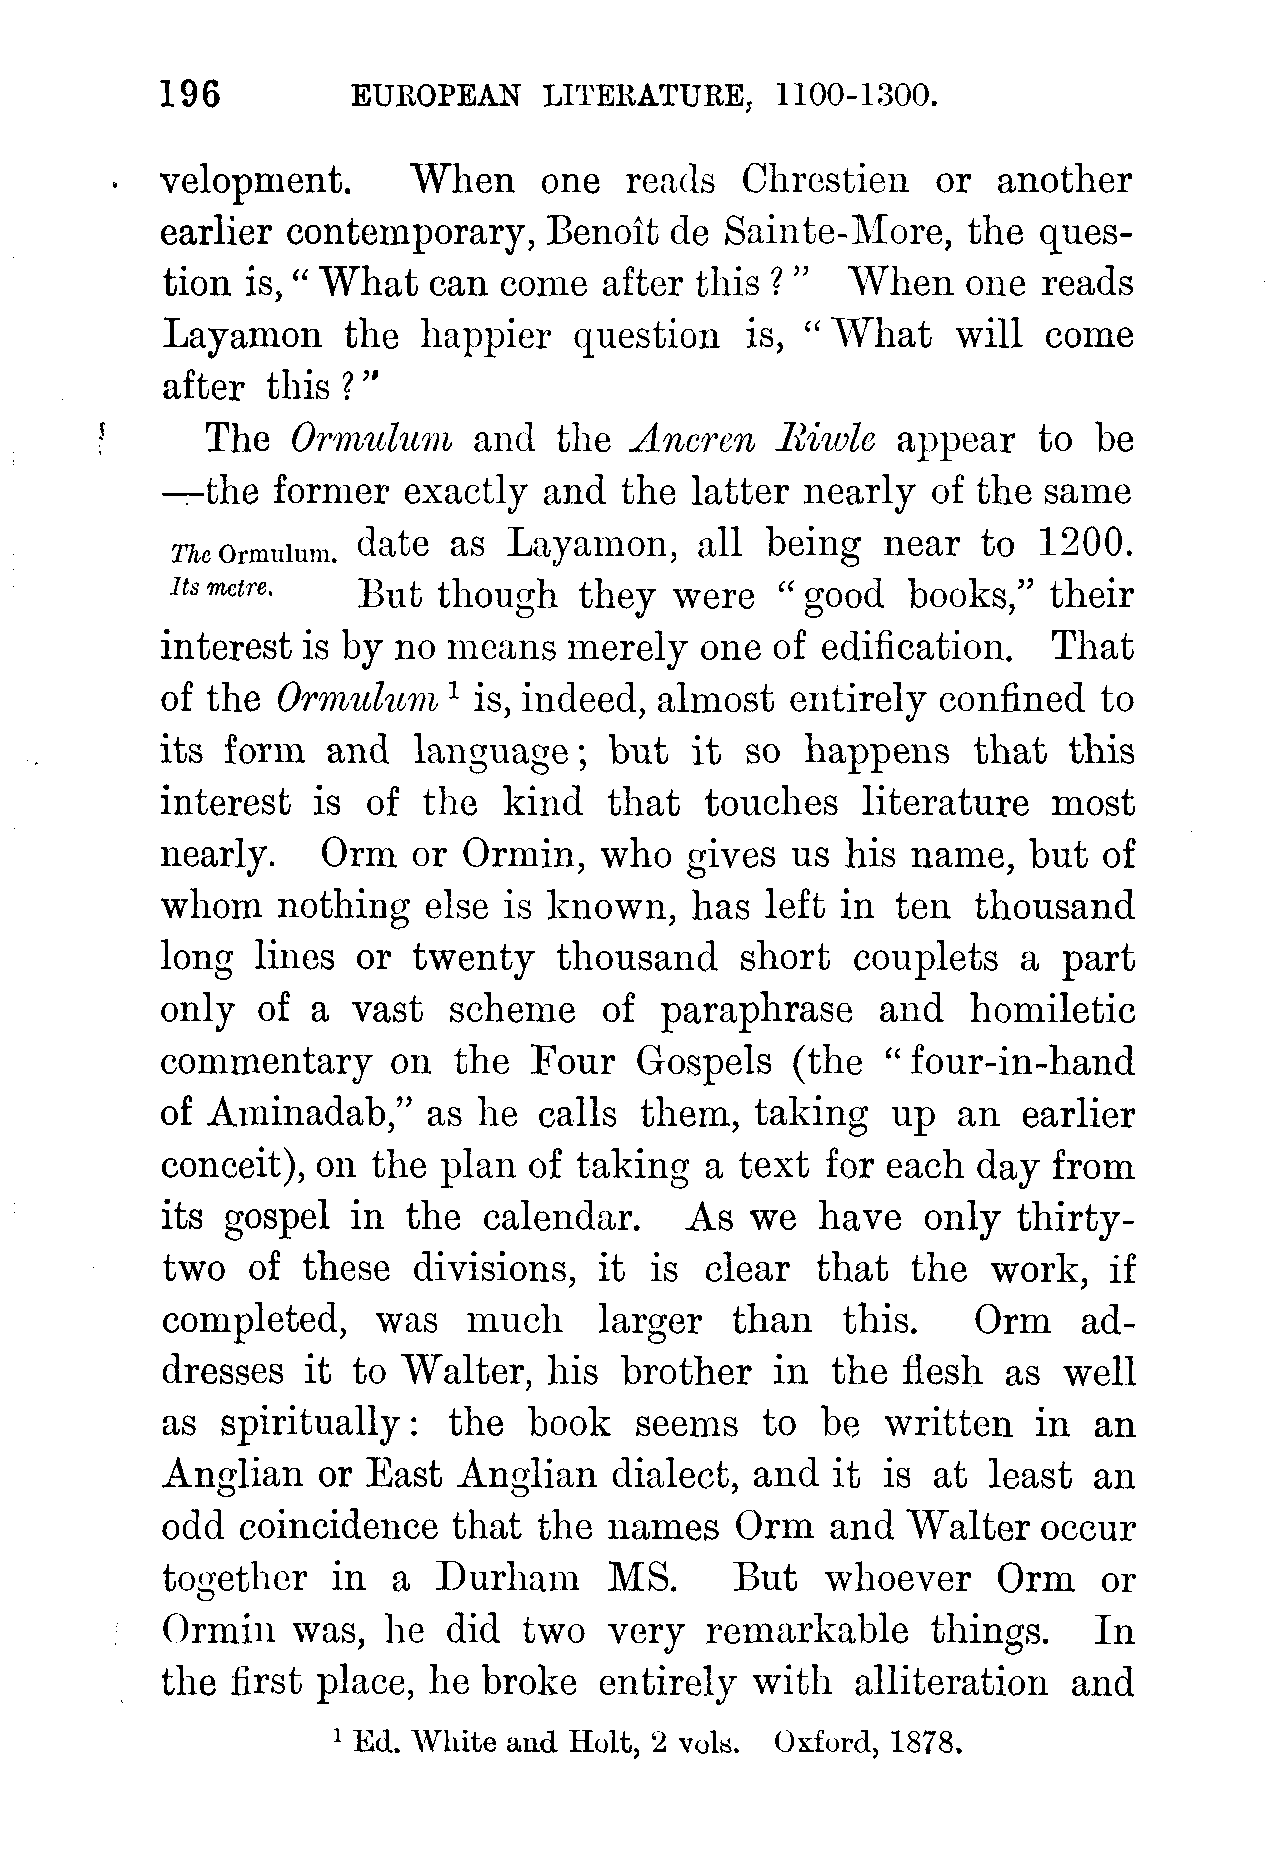 196 EUROPEAN LITERATURE, 1100-1300.
velopment. When one reads Chrestien or another
earlier contemporary, Benoît de Sainte-More, the ques-
tion is, “What can come after this?” When one reads
Layamon the happier question is, “What will come
after this?”
The Ormulum and the Ancren Riwle appear to be
—the former exactly and the latter nearly of the same
The Ormulum. date as Layamon, all being near to 1200.
Its metre. But though they were “good books,” their
interest is by no means merely one of edification. That
of the Ormulum 1 is, indeed, almost entirely confined to
its form and language; but it so happens that this
interest is of the kind that touches literature most
nearly. Orm or Ormin, who gives us his name, but of
whom nothing else is known, has left in ten thousand
long lines or twenty thousand short couplets a part
only of a vast scheme of paraphrase and homiletic
commentary on the Four Gospels (the “four-in-hand
of Aminadab,” as he calls them, taking up an earlier
conceit), on the plan of taking a text for each day from
its gospel in the calendar. As we have only thirty-
two of these divisions, it is clear that the work, if
completed, was much larger than this. Orm ad-
dresses it to Walter, his brother in the flesh as well
as spiritually: the book seems to be written in an
Anglian or East Anglian dialect, and it is at least an
odd coincidence that the names Orm and Walter occur
together in a Durham MS. But whoever Orm or
Ormin was, he did two very remarkable things. In
the first place, he broke entirely with alliteration and
1 Ed. White and Holt, 2 vols. Oxford, 1878.